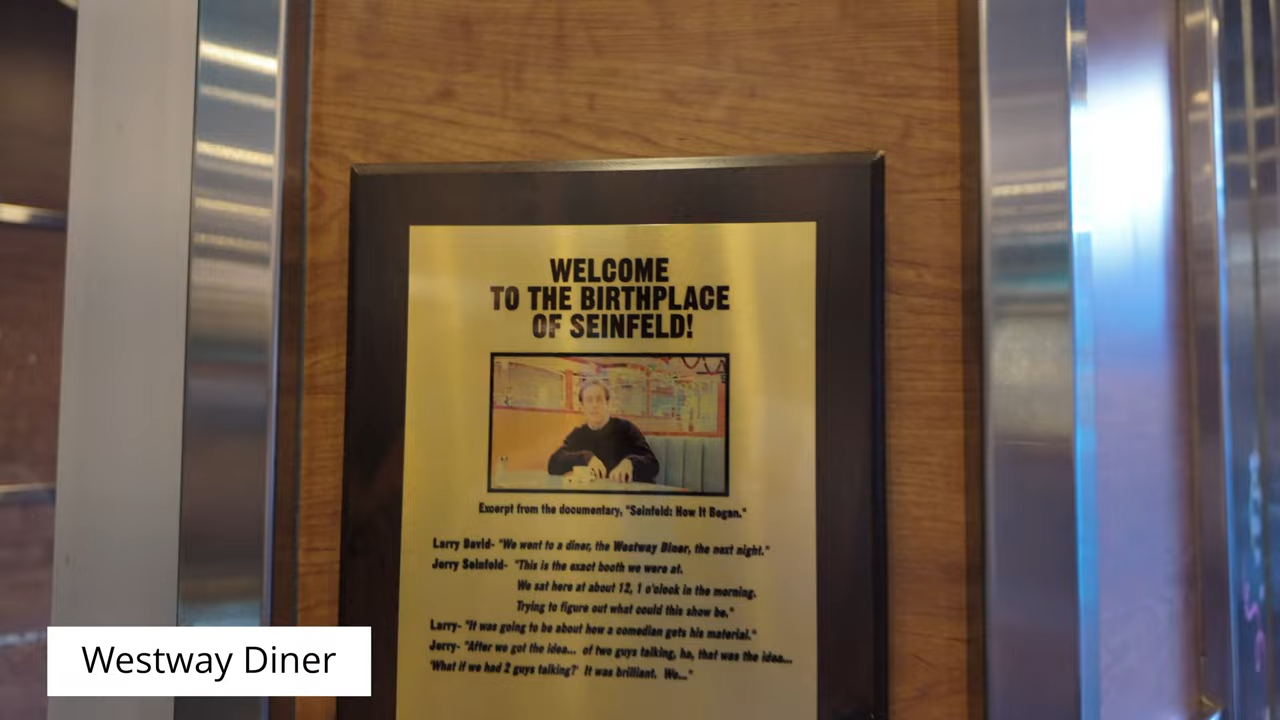 WELCOME
TO THE BIRTHPLACE
OF SEINFELD!
Excerpt from the documentary, "Seinfeld: How It Began."
Larry David- "We went to a diner, the Westway Diner, the next night."
Jerry Seinfeld- "This is the exact booth we were at.
We sat here at about 12, 1 o'clock in the morning.
Trying to figure out what could this show be."
Larry- "It was going to be about how a comedian gets his material."
Jerry- "After we got the idea... of two guys talking, ha, that was the idea...
'What if we had 2 guys talking?' It was brilliant. We..."
Westway Diner